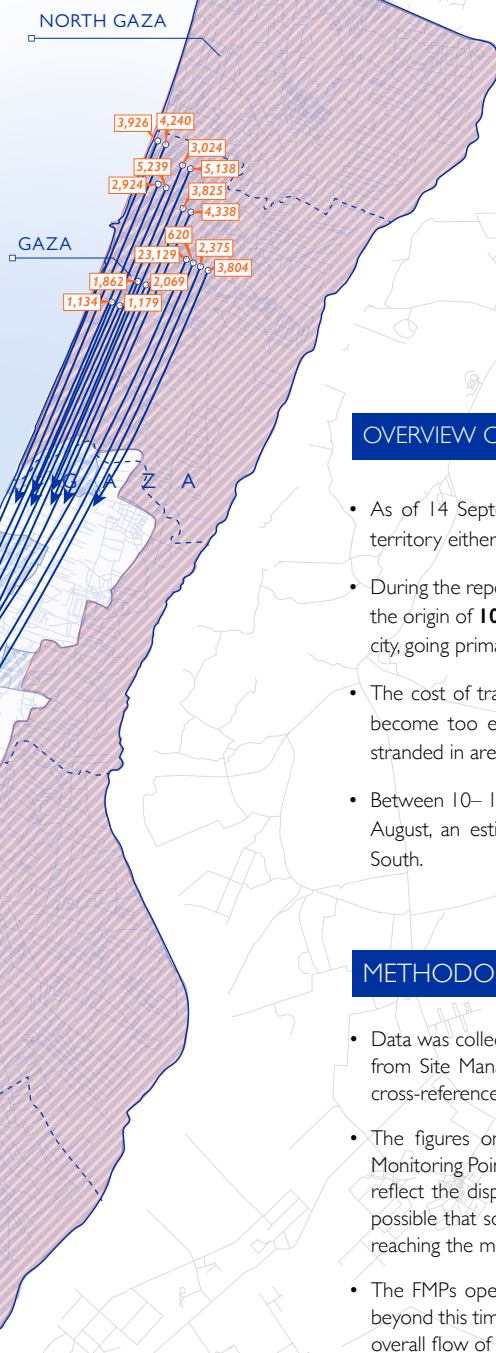 NORTH GAZA
3,926
4,240
3,024
5,239
5,138
2,924
3,825
4,338
620
GAZA
23,129
2,375
3,804
1,862
2,069
1,134
1,179
G A Z A
OVERVIEW
• As of 14 Sept
territory either
• During the repo
the origin of 10
city, going prima
• The cost of tra
become too e
stranded in are
• Between 10– 1
August, an esti
South.
METHODO
• Data was collec
from Site Mana
cross-reference
• The figures on
Monitoring Poin
reflect the disp
possible that so
reaching the m
• The FMPs ope
beyond this tim
overall flow of